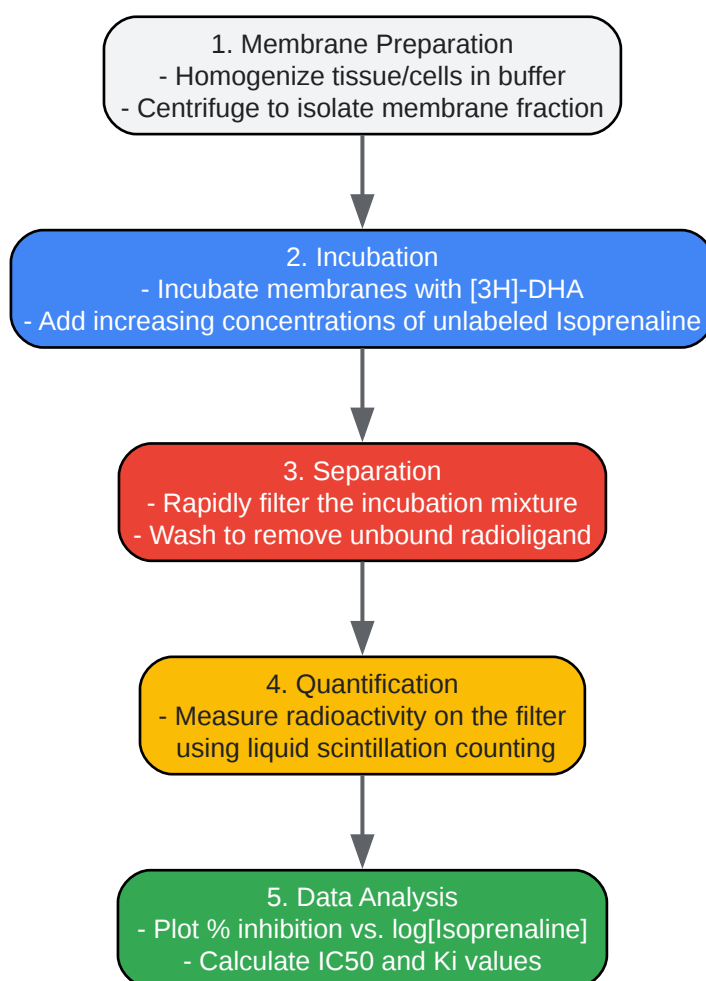 1. Membrane Preparation
- Homogenize tissue/cells in buffer
- Centrifuge to isolate membrane fraction
2. Incubation
- Incubate membranes with [3H]-DHA
- Add increasing concentrations of unlabeled Isoprenaline
3. Separation
- Rapidly filter the incubation mixture
- Wash to remove unbound radioligand
4. Quantification
- Measure radioactivity on the filter
using liquid scintillation counting
5. Data Analysis
- Plot % inhibition vs. log[Isoprenaline]
- Calculate IC50 and Ki values